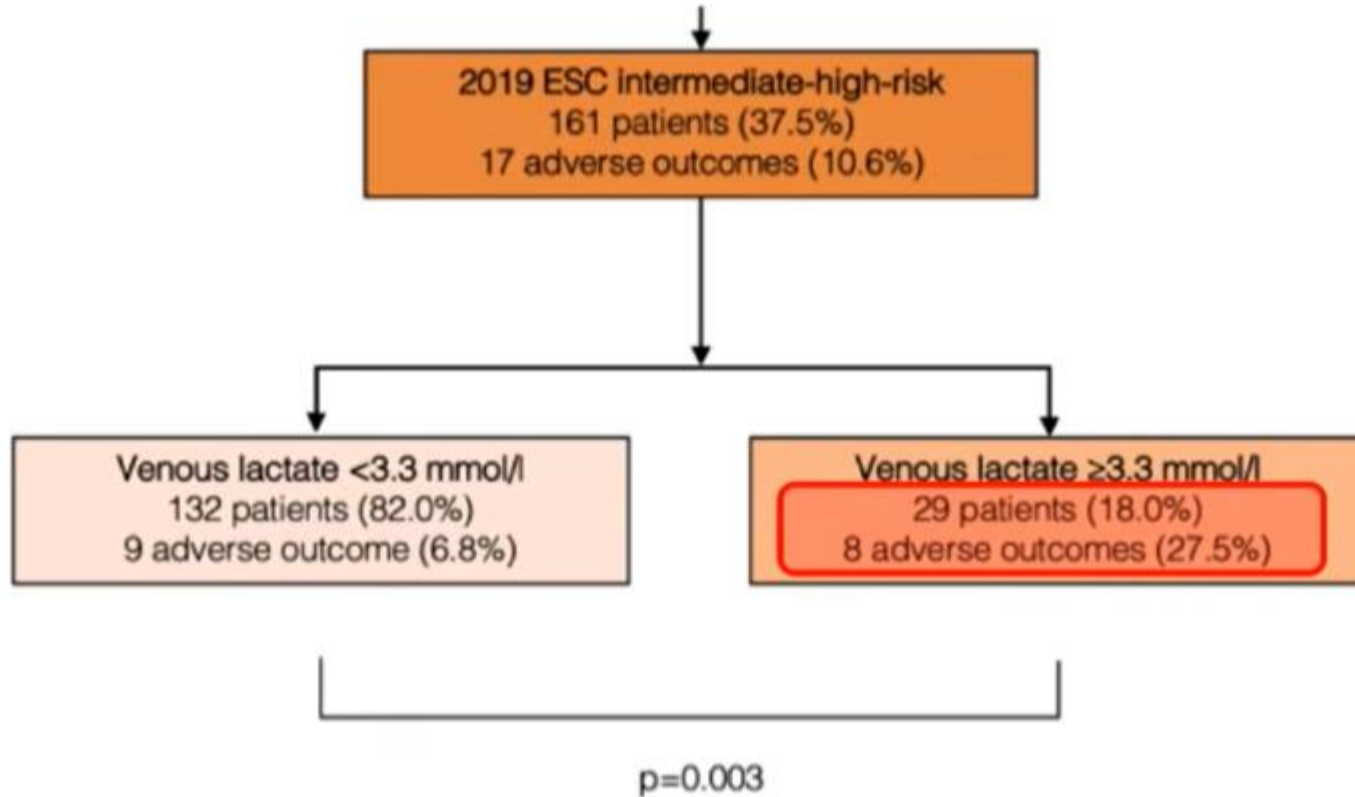 2019 ESC intermediate-high-risk
161 patients (37.5%)
17 adverse outcomes (10.6%)
Venous lactate <3.3 mmol/l
132 patients (82.0%)
9 adverse outcome (6.8%)
Venous lactate ≥3.3 mmol/l
29 patients (18.0%)
8 adverse outcomes (27.5%)
p=0.003